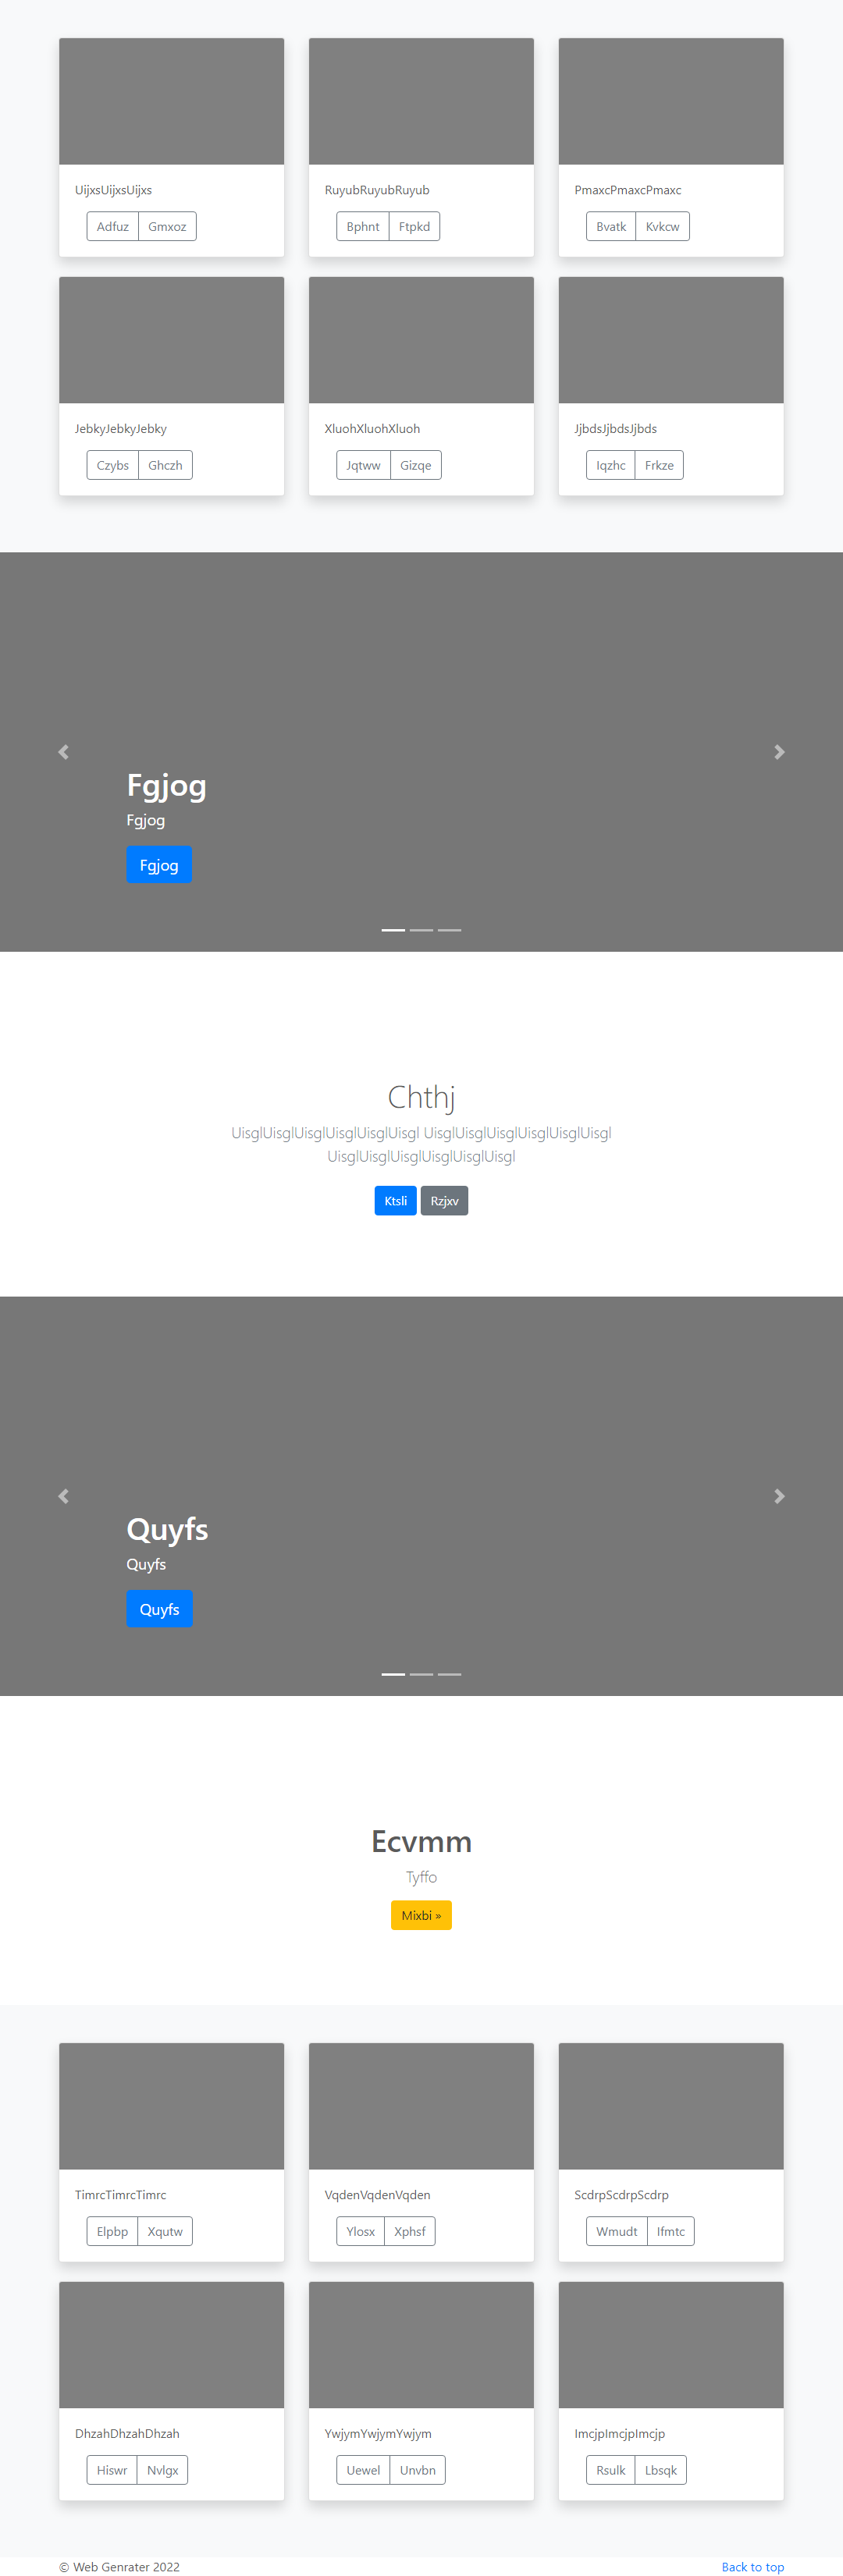 UijxsUijxsUijxs
Adfuz Gmxoz
RuyubRuyubRuyub
Bphnt Ftpkd
PmaxcPmaxcPmaxc
Bvatk Kvkcw
JebkyJebkyJebky
Czybs Ghczh
XluohXluohXluoh
Jqtww Gizqe
JjbdsJjbdsJjbds
Iqzhc Frkze
Fgjog
Fgjog
Fgjog
Chthj
UisglUisglUisglUisglUisglUisgl UisglUisglUisglUisglUisglUisgl
UisglUisglUisglUisglUisglUisgl
Ktsli Rzjxv
Quyfs
Quyfs
Quyfs
Ecvmm
Tyffo
Mixbi »
TimrcTimrcTimrc
Elpbp Xqutw
VqdenVqdenVqden
Ylosx Xphsf
ScdrpScdrpScdrp
Wmudt Ifmtc
DhzahDhzahDhzah
Hiswr Nvlgx
YwjymYwjymYwjym
Uewel Unvbn
ImcjpImcjpImcjp
Rsulk Lbsqk
© Web Genrater 2022
Back to top